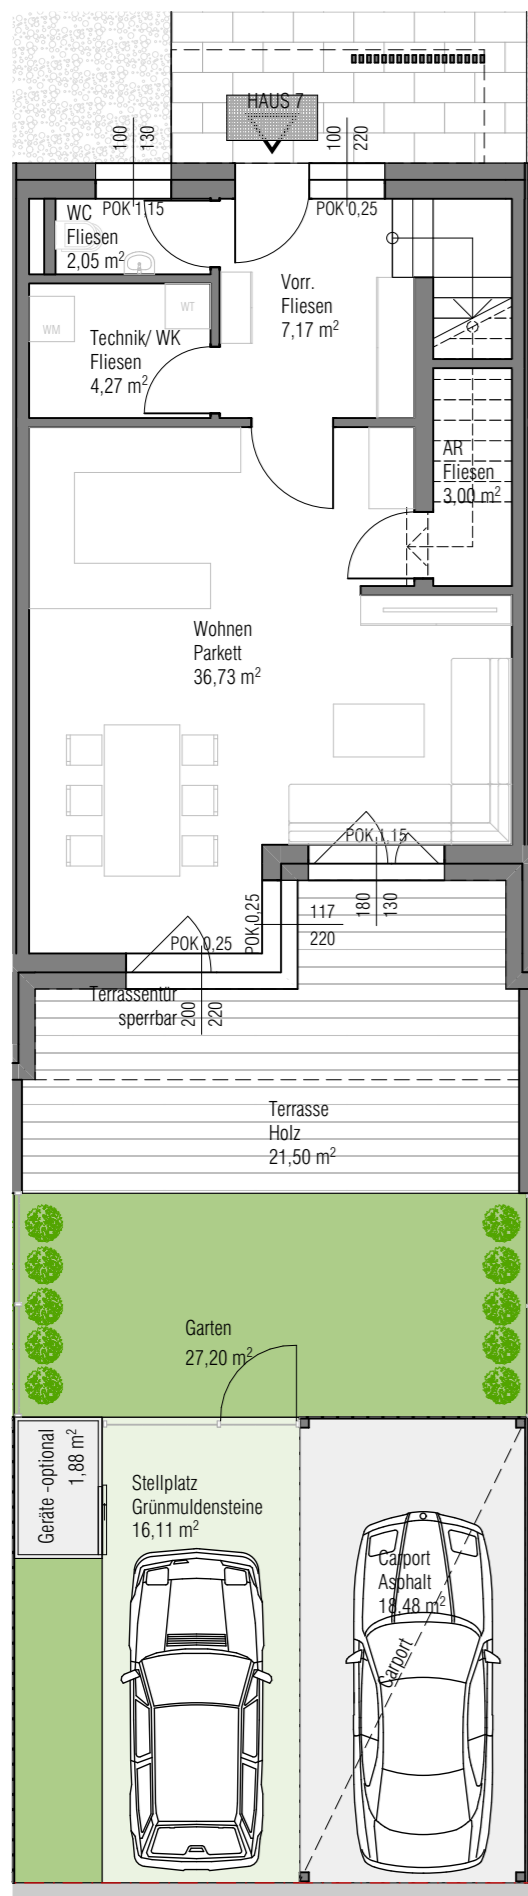 HAUS 7
100
130
100
220
POK 1,15
POK 0,25
WC
Fliesen
2,05 m²
Vorr.
Fliesen
7,17 m²
WM
WT
Technik/ WK
Fliesen
4,27 m²
AR
Fliesen
3,00 m²
Wohnen
Parkett
36,73 m²
POK 1,15
180
130
POK 0,25
117
220
POK 0,25
Terrassentür
sperrbar
200
220
Terrasse
Holz
21,50 m²
Garten
27,20 m²
Geräte -optional
1,88 m²
Stellplatz
Grünmuldensteine
16,11 m²
Carport
Asphalt
18,48 m²
Carport